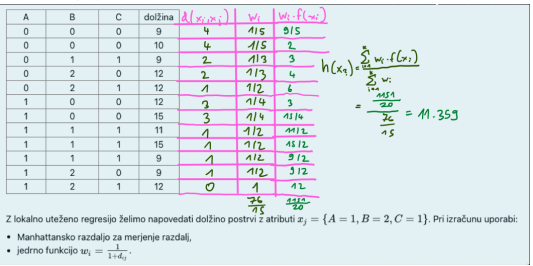 A B C dolžina d(xⱼ,xᵢ) wᵢ wᵢ·f(xᵢ)
0 0 0 9 4 1/5 9/5
0 0 0 10 4 1/5 2
0 1 1 9 2 1/3 3
0 2 0 12 2 1/3 4
0 2 1 12 1 1/2 6
1 0 0 12 3 1/4 3
1 0 0 15 3 1/4 15/4
1 1 1 11 1 1/2 11/2
1 1 1 15 1 1/2 15/2
1 1 1 9 1 1/2 9/2
1 2 0 9 1 1/2 9/2
1 2 1 12 0 1 12
76/15 1151/20
= (1151/20)/(76/15) = 11.359
Z lokalno uteženo regresijo želimo napovedati dolžino postrvi z atributi xⱼ = {A = 1, B = 2, C = 1}. Pri izračunu uporabi:
• Manhattansko razdaljo za merjenje razdalj,
• jedrno funkcijo wᵢ = 1/(1+dᵢⱼ).